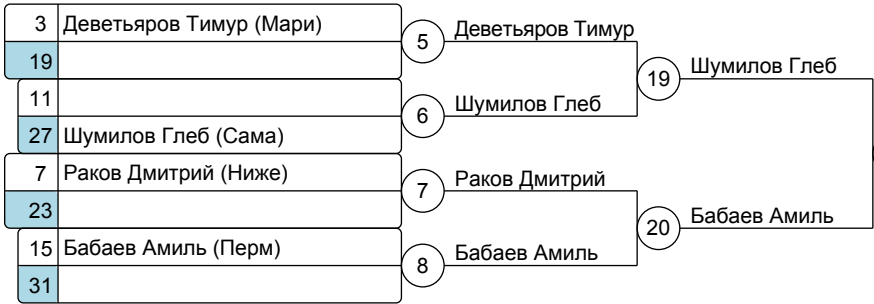 3 Деветьяров Тимур (Мари)
19
5 Деветьяров Тимур
11
27 Шумилов Глеб (Сама)
6 Шумилов Глеб
19 Шумилов Глеб
7 Раков Дмитрий (Ниже)
23
7 Раков Дмитрий
15 Бабаев Амиль (Перм)
31
8 Бабаев Амиль
20 Бабаев Амиль